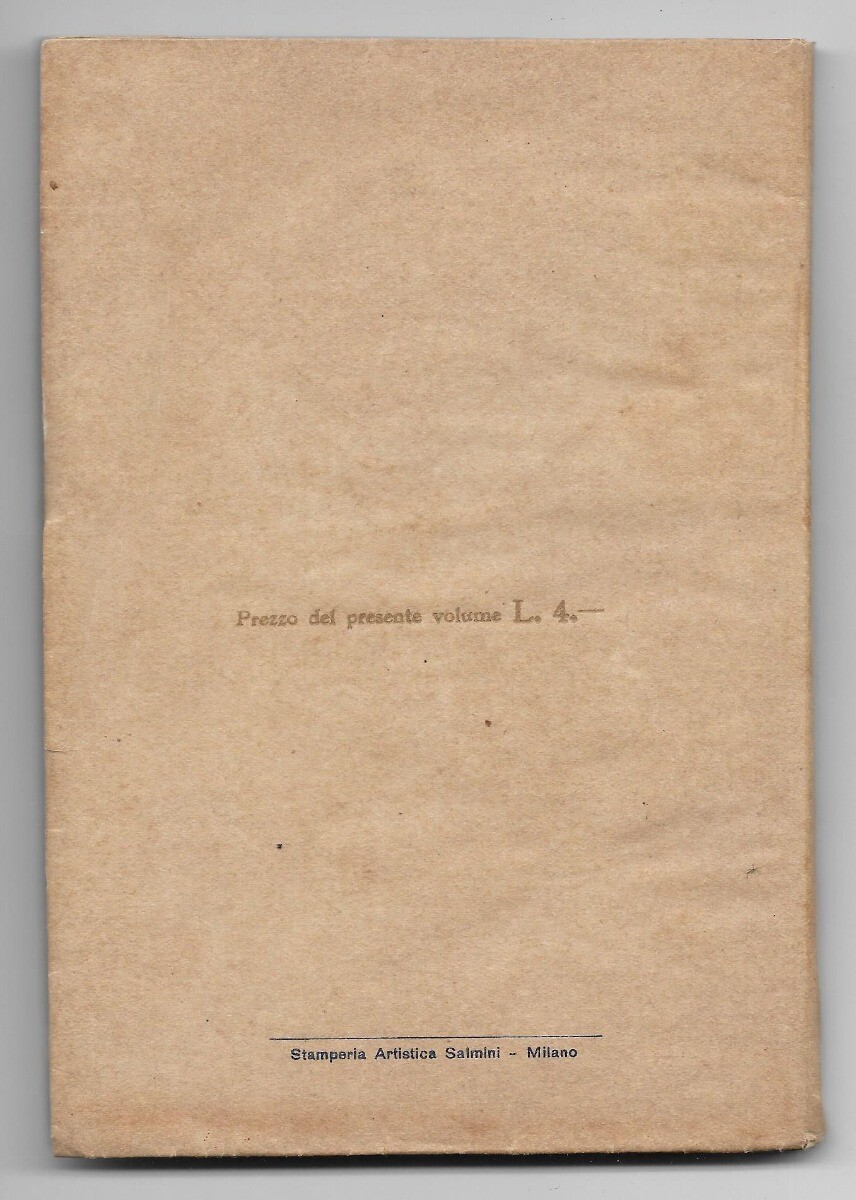 Prezzo del presente volume L. 4.—
Stamperia Artistica Salmini - Milano